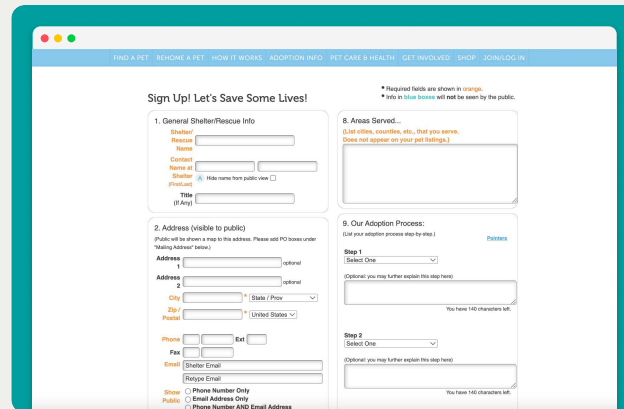 FIND A PET REHOME A PET HOW IT WORKS ADOPTION INFO PET CARE & HEALTH GET INVOLVED SHOP JOIN/LOG IN
Sign Up! Let's Save Some Lives!
* Required fields are shown in orange.
* Info in blue boxes will not be seen by the public.
1. General Shelter/Rescue Info
Shelter/
Rescue
Name
Contact
Name at
Shelter
(First/Last)
Hide name from public view
Title
(If Any)
2. Address (visible to public)
(Public will be shown a map to this address. Please add PO boxes under
"Mailing Address" below.)
Address
1
optional
Address
2
optional
City * State / Prov
Zip /
Postal
* United States
Phone Ext
Fax
Email Shelter Email
Retype Email
Show
Public
Phone Number Only
Email Address Only
Phone Number AND Email Address
8. Areas Served...
(List cities, counties, etc., that you serve.
Does not appear on your pet listings.)
9. Our Adoption Process:
(List your adoption process step-by-step.)
Pointers
Step 1
Select One
(Optional: you may further explain this step here)
You have 140 characters left.
Step 2
Select One
(Optional: you may further explain this step here)
You have 140 characters left.